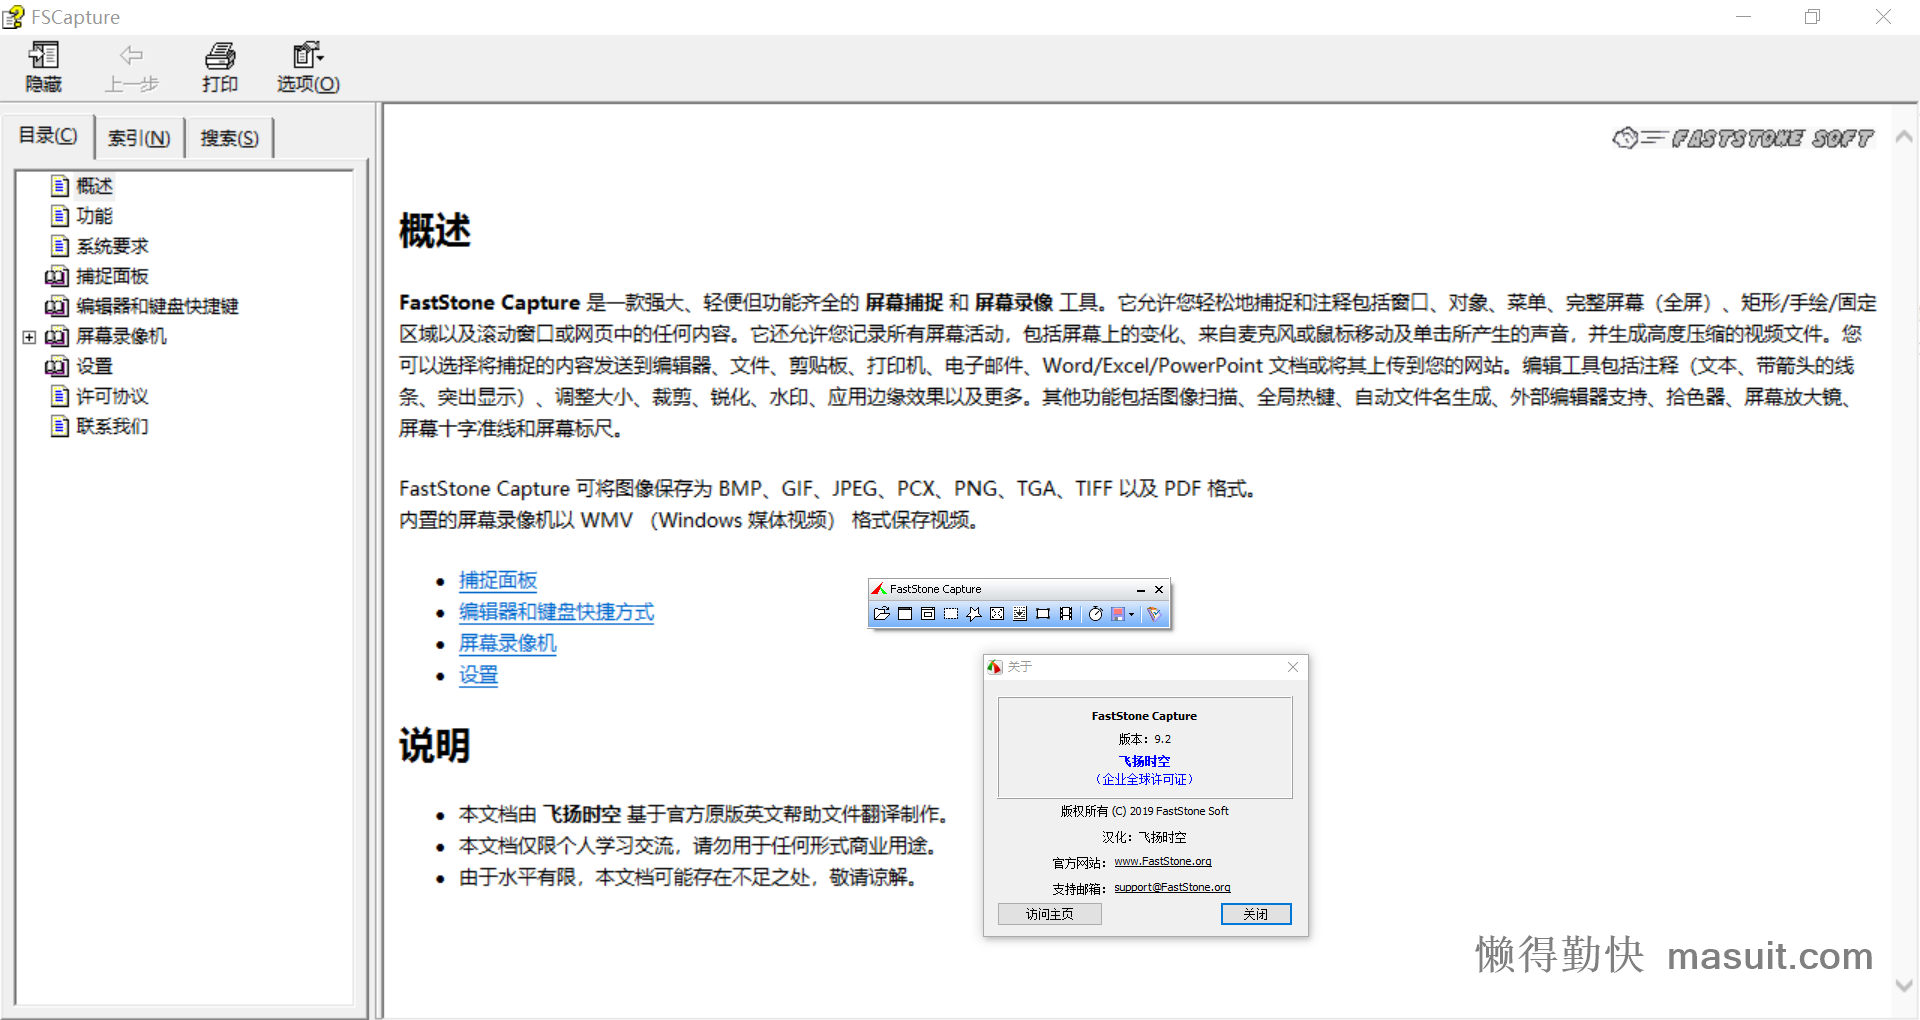 FSCapture
隐藏
上一步
打印
选项(O)
目录(C)
索引(N)
搜索(S)
概述
功能
系统要求
捕捉面板
编辑器和键盘快捷键
屏幕录像机
设置
许可协议
联系我们
FASTSTONE SOFT
概述
FastStone Capture 是一款强大、轻便但功能齐全的 屏幕捕捉 和 屏幕录像 工具。它允许您轻松地捕捉和注释包括窗口、对象、菜单、完整屏幕（全屏）、矩形/手绘/固定
区域以及滚动窗口或网页中的任何内容。它还允许您记录所有屏幕活动，包括屏幕上的变化、来自麦克风或鼠标移动及单击所产生的声音，并生成高度压缩的视频文件。您
可以选择将捕捉的内容发送到编辑器、文件、剪贴板、打印机、电子邮件、Word/Excel/PowerPoint 文档或将其上传到您的网站。编辑工具包括注释（文本、带箭头的线
条、突出显示）、调整大小、裁剪、锐化、水印、应用边缘效果以及更多。其他功能包括图像扫描、全局热键、自动文件名生成、外部编辑器支持、拾色器、屏幕放大镜、
屏幕十字准线和屏幕标尺。
FastStone Capture 可将图像保存为 BMP、GIF、JPEG、PCX、PNG、TGA、TIFF 以及 PDF 格式。
内置的屏幕录像机以 WMV （Windows 媒体视频） 格式保存视频。
捕捉面板
编辑器和键盘快捷方式
屏幕录像机
设置
说明
本文档由 飞扬时空 基于官方原版英文帮助文件翻译制作。
本文档仅限个人学习交流，请勿用于任何形式商业用途。
由于水平有限，本文档可能存在不足之处，敬请谅解。
FastStone Capture
关于
FastStone Capture
版本：9.2
飞扬时空
（企业全球许可证）
版权所有 (C) 2019 FastStone Soft
汉化：飞扬时空
官方网站：www.FastStone.org
支持邮箱：support@FastStone.org
访问主页
关闭
懒得勤快 masuit.com